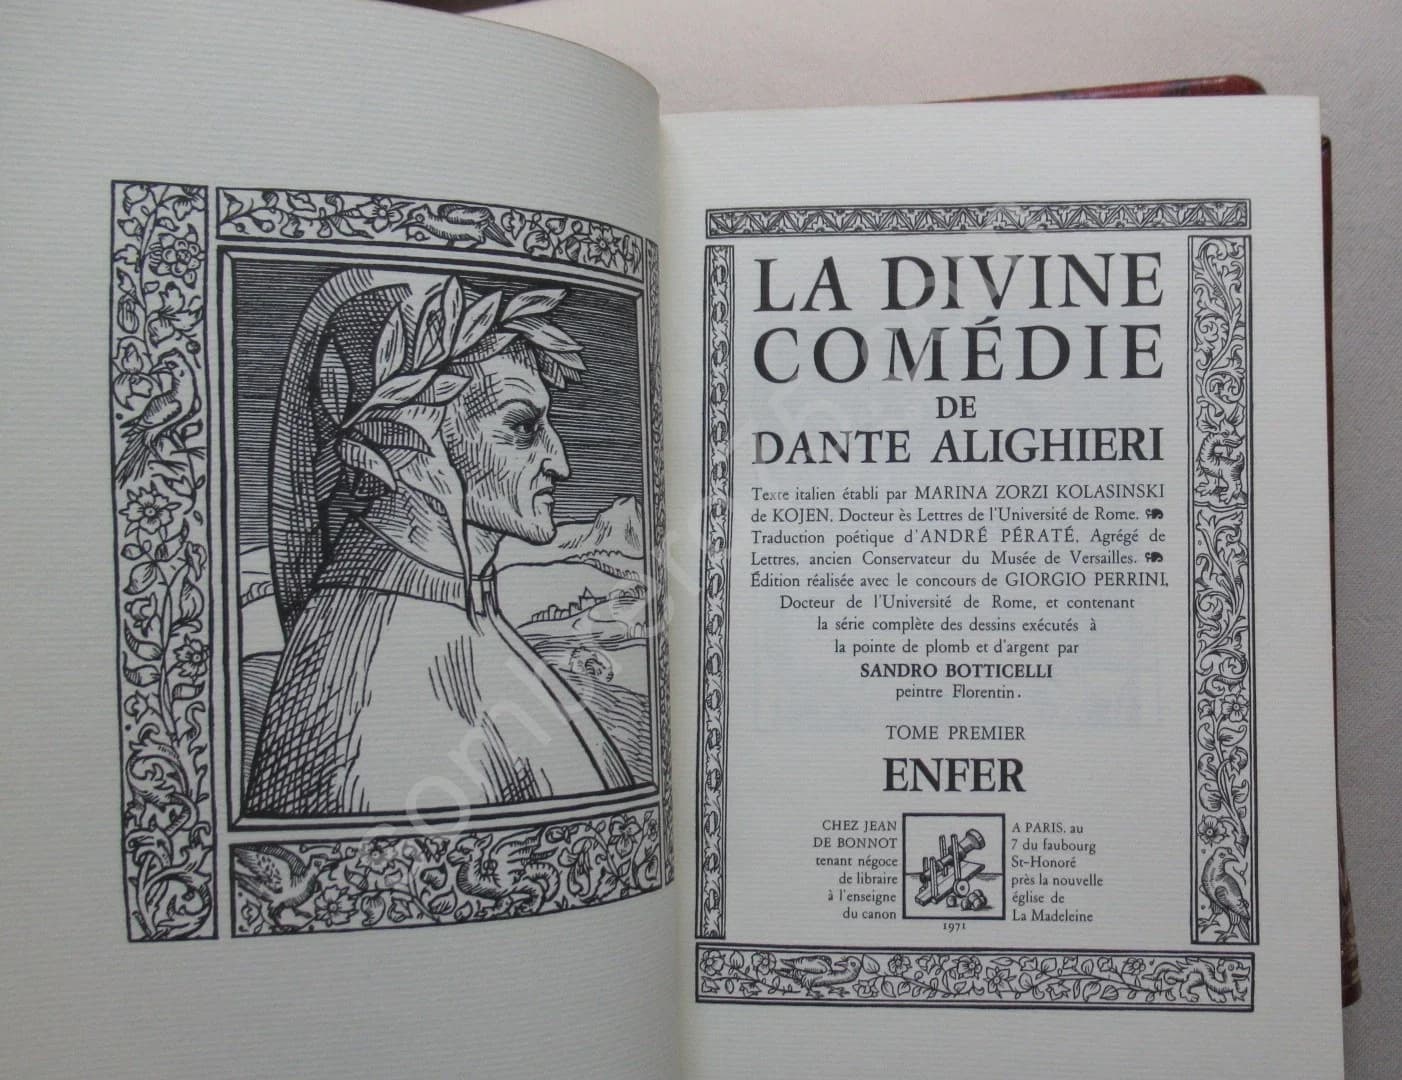 LA DIVINE
COMÉDIE
DE
DANTE ALIGHIERI
Texte italien établi par MARINA ZORZI KOLASINSKI
de KOJEN, Docteur ès Lettres de l'Université de Rome.
Traduction poétique d'ANDRÉ PÉRATÉ, Agrégé de
Lettres, ancien Conservateur du Musée de Versailles.
Édition réalisée avec le concours de GIORGIO PERRINI,
Docteur de l'Université de Rome, et contenant
la série complète des dessins exécutés à
la pointe de plomb et d'argent par
SANDRO BOTTICELLI
peintre Florentin.
TOME PREMIER
ENFER
CHEZ JEAN
DE BONNOT
tenant négoce
de libraire
à l'enseigne
du canon
1971
A PARIS, au
7 du faubourg
St-Honoré
près la nouvelle
église de
La Madeleine